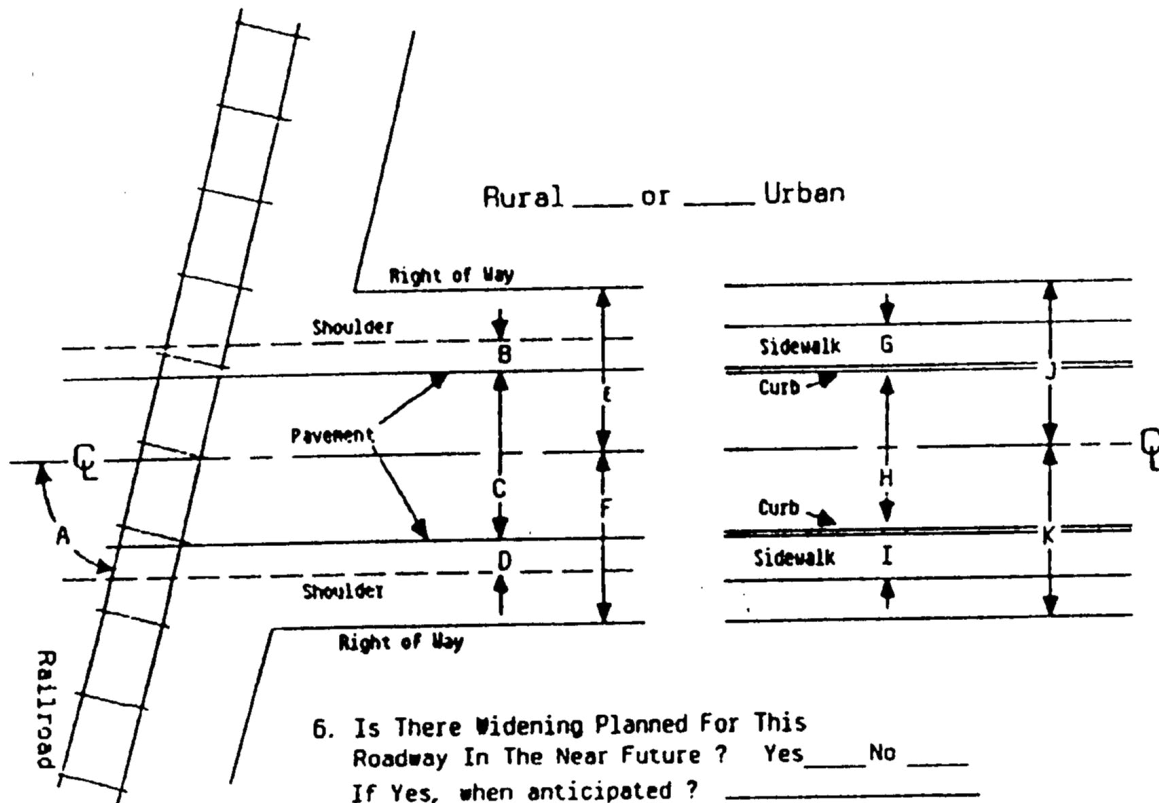 Rural ____ or ____ Urban
Right of Way
Shoulder
B
E
Pavement
C
F
A
D
Shoulder
Right of Way
Railroad
Sidewalk
G
Curb
J
H
Curb
K
Sidewalk
I
℄
℄
6. Is There Widening Planned For This
Roadway In The Near Future ? Yes____ No ____
If Yes, when anticipated ? ________________